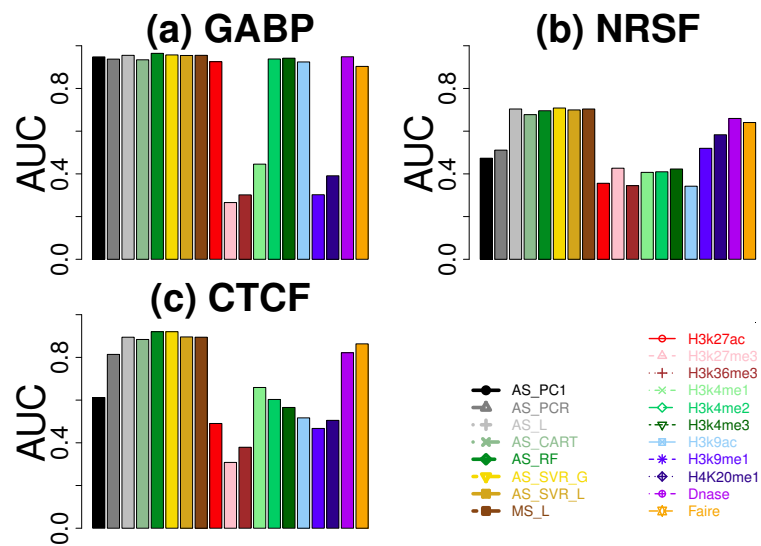 (a) GABP
AUC
0.8
0.4
0.0
(b) NRSF
AUC
0.8
0.4
0.0
(c) CTCF
AUC
0.8
0.4
0.0
AS_PC1
AS_PCR
AS_L
AS_CART
AS_RF
AS_SVR_G
AS_SVR_L
MS_L
H3k27ac
H3k27me3
H3k36me3
H3k4me1
H3k4me2
H3k4me3
H3k9ac
H3k9me1
H4K20me1
Dnase
Faire